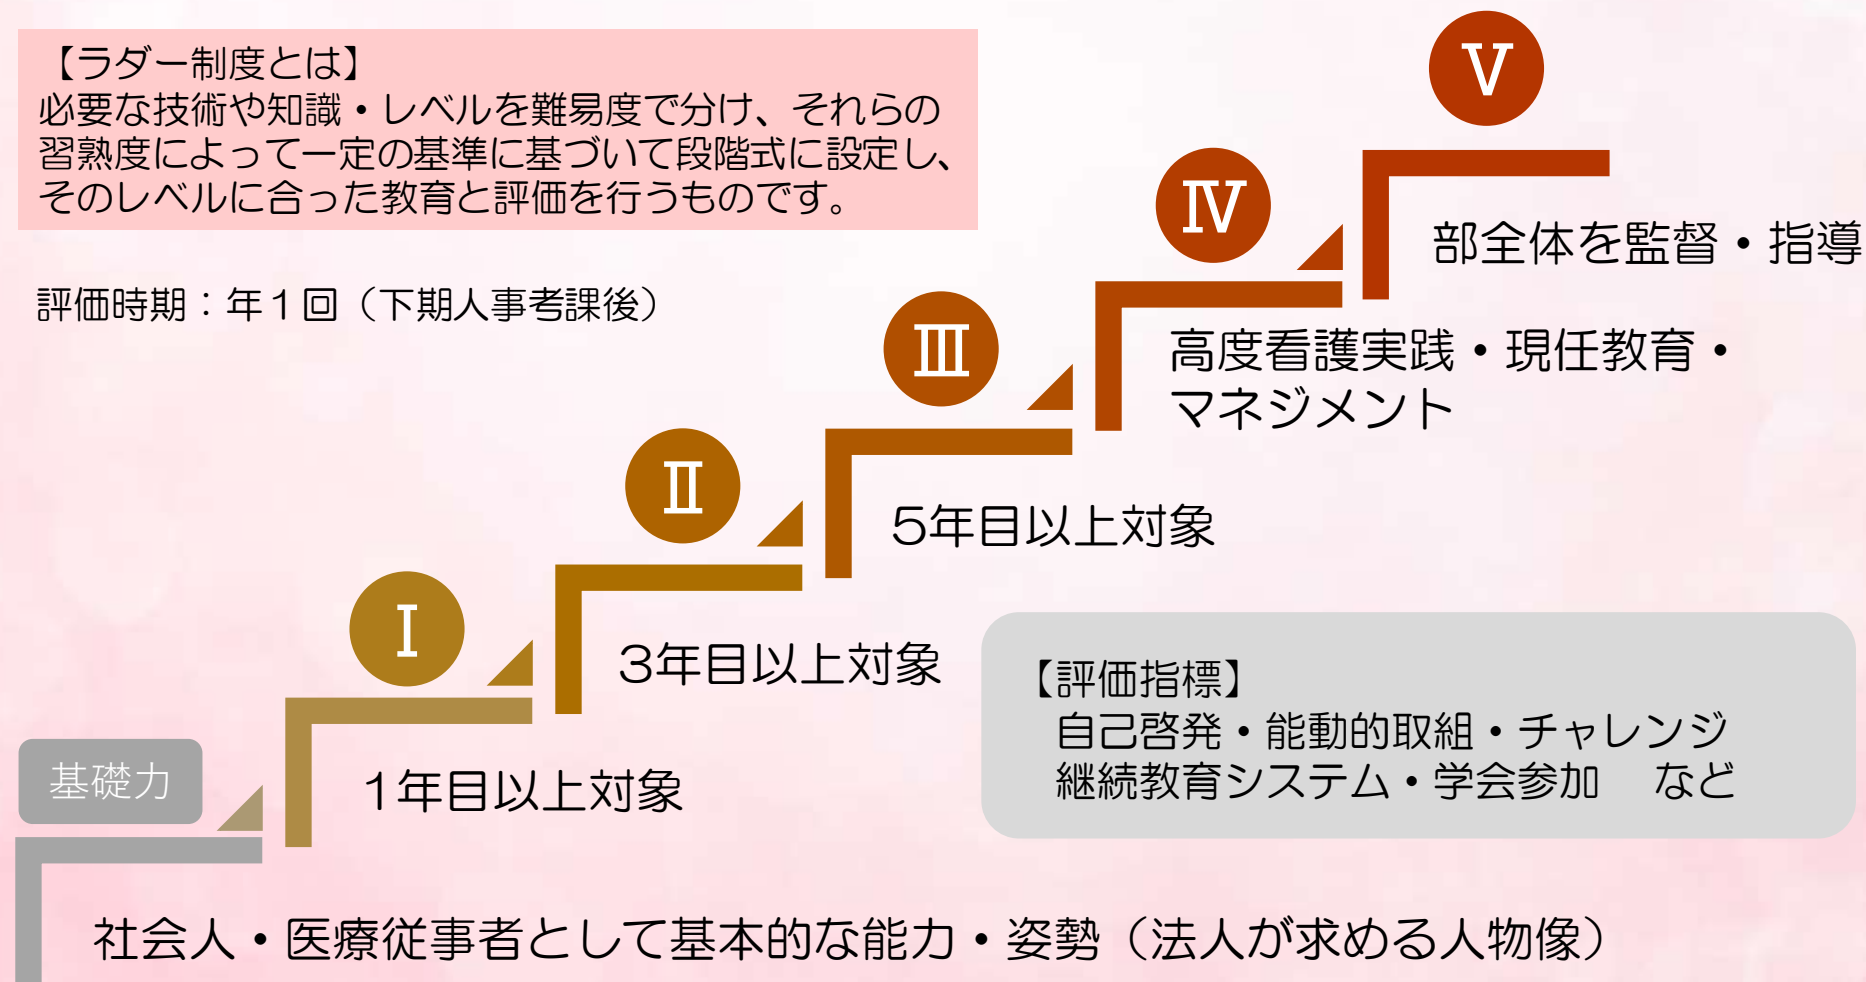 【ラダー制度とは】
必要な技術や知識・レベルを難易度で分け、それらの
習熟度によって一定の基準に基づいて段階式に設定し、
そのレベルに合った教育と評価を行うものです。
評価時期：年１回（下期人事考課後）
Ⅴ
部全体を監督・指導
Ⅳ
高度看護実践・現任教育・
マネジメント
Ⅲ
5年目以上対象
Ⅱ
3年目以上対象
Ⅰ
1年目以上対象
【評価指標】
自己啓発・能動的取組・チャレンジ
継続教育システム・学会参加　など
基礎力
社会人・医療従事者として基本的な能力・姿勢（法人が求める人物像）